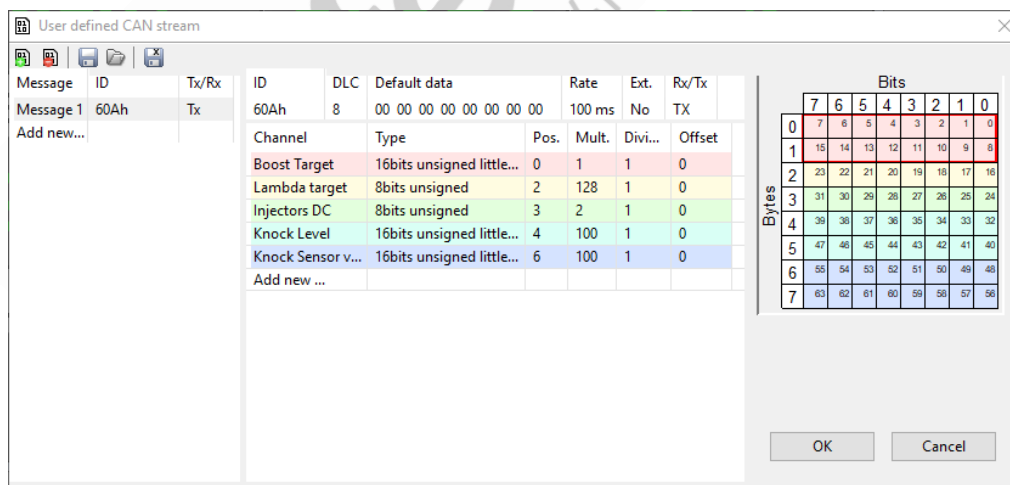 User defined CAN stream
Message ID Tx/Rx
Message 1 60Ah Tx
Add new...
ID DLC Default data Rate Ext. Rx/Tx
60Ah 8 00 00 00 00 00 00 00 00 100 ms No TX
Channel Type Pos. Mult. Divi... Offset
Boost Target 16bits unsigned little... 0 1 1 0
Lambda target 8bits unsigned 2 128 1 0
Injectors DC 8bits unsigned 3 2 1 0
Knock Level 16bits unsigned little... 4 100 1 0
Knock Sensor v... 16bits unsigned little... 6 100 1 0
Add new ...
Bits
7 6 5 4 3 2 1 0
Bytes
0 7 6 5 4 3 2 1 0
1 15 14 13 12 11 10 9 8
2 23 22 21 20 19 18 17 16
3 31 30 29 28 27 26 25 24
4 39 38 37 36 35 34 33 32
5 47 46 45 44 43 42 41 40
6 55 54 53 52 51 50 49 48
7 63 62 61 60 59 58 57 56
OK Cancel